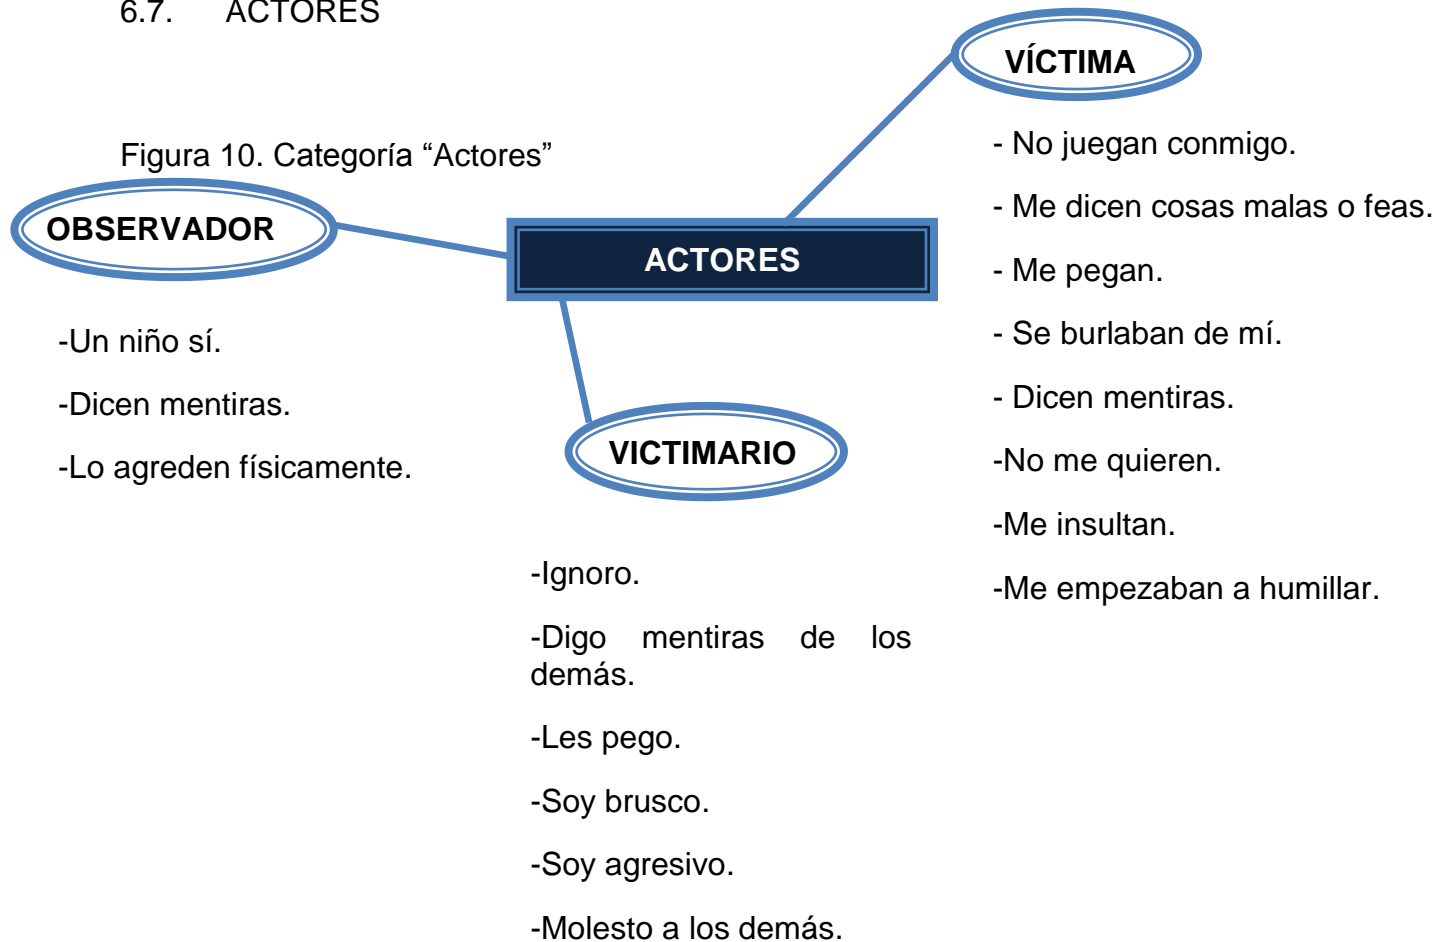 6.7. ACTORES
Figura 10. Categoría “Actores”
VÍCTIMA
- No juegan conmigo.
- Me dicen cosas malas o feas.
- Me pegan.
- Se burlaban de mí.
- Dicen mentiras.
-No me quieren.
-Me insultan.
-Me empezaban a humillar.
OBSERVADOR
-Un niño sí.
-Dicen mentiras.
-Lo agreden físicamente.
ACTORES
VICTIMARIO
-Ignoro.
-Digo mentiras de los
demás.
-Les pego.
-Soy brusco.
-Soy agresivo.
-Molesto a los demás.